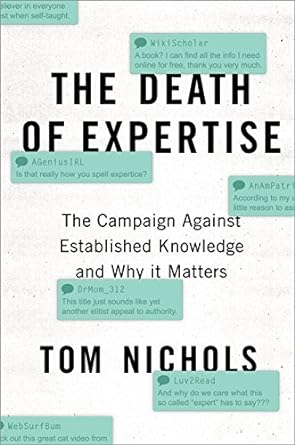 eliever in everyone
st when self-taught.
WikiScholar
A book? I can find all the info I need
online for free, thank you very much.
THE DEATH
OF EXPERTISE
AGeniusIRL
Is that really how you spell expertice?
AnAmPatri
According to my u
little reason to ass
The Campaign Against
Established Knowledge
and Why it Matters
DrMom_312
This title just sounds like yet
another elitist appeal to authority.
TOM NICHOLS
Luv2Read
And why do we care what this
so called "expert" has to say???
WebSurfBum
ck out this great cat video from